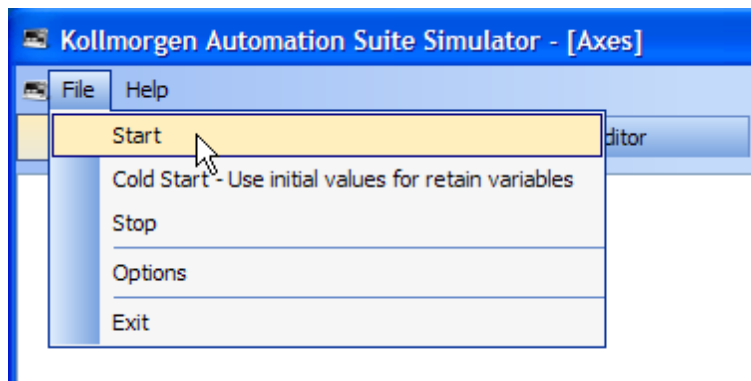 Kollmorgen Automation Suite Simulator - [Axes]
File Help
Start
Cold Start - Use initial values for retain variables
Stop
Options
Exit